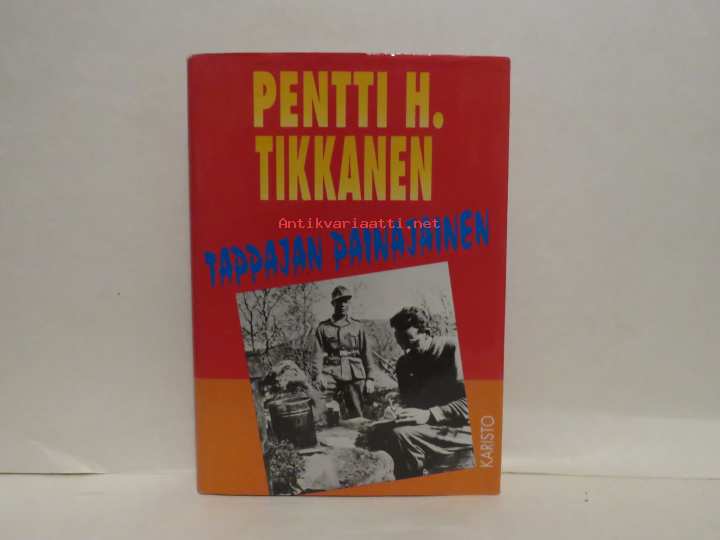 PENTTI H.
TIKKANEN
Antikvariaatti.net
TAPPAJAN PAINAJAINEN
KARISTO